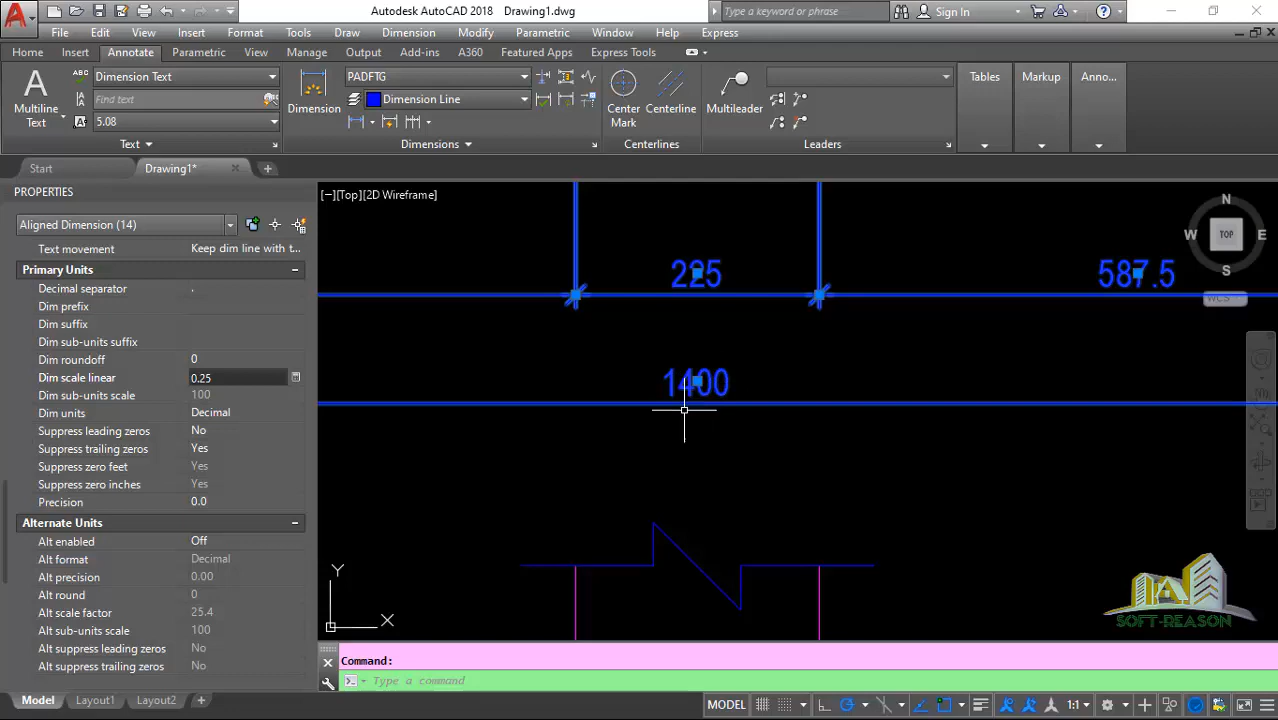 Autodesk AutoCAD 2018 Drawing1.dwg
Type a keyword or phrase
Sign In
File Edit View Insert Format Tools Draw Dimension Modify Parametric Window Help Express
Home Insert Annotate Parametric View Manage Output Add-ins A360 Featured Apps Express Tools
Multiline Text
Dimension Text
Find text
5.08
Text
Dimension
PADFTG
Dimension Line
Dimensions
Center Mark
Centerline
Centerlines
Multileader
Leaders
Tables
Markup
Anno...
Start
Drawing1*
PROPERTIES
Aligned Dimension (14)
Text movement Keep dim line with t...
Primary Units
Decimal separator .
Dim prefix
Dim suffix
Dim sub-units suffix
Dim roundoff 0
Dim scale linear 0.25
Dim sub-units scale 100
Dim units Decimal
Suppress leading zeros No
Suppress trailing zeros Yes
Suppress zero feet Yes
Suppress zero inches Yes
Precision 0.0
Alternate Units
Alt enabled Off
Alt format Decimal
Alt precision 0.00
Alt round 0
Alt scale factor 25.4
Alt sub-units scale 100
Alt suppress leading zeros No
Alt suppress trailing zeros No
[−][Top][2D Wireframe]
N
W TOP E
S
WCS
225
587.5
1400
Y
X
SOFT-REASON
Command:
Type a command
Model Layout1 Layout2 +
MODEL
1:1